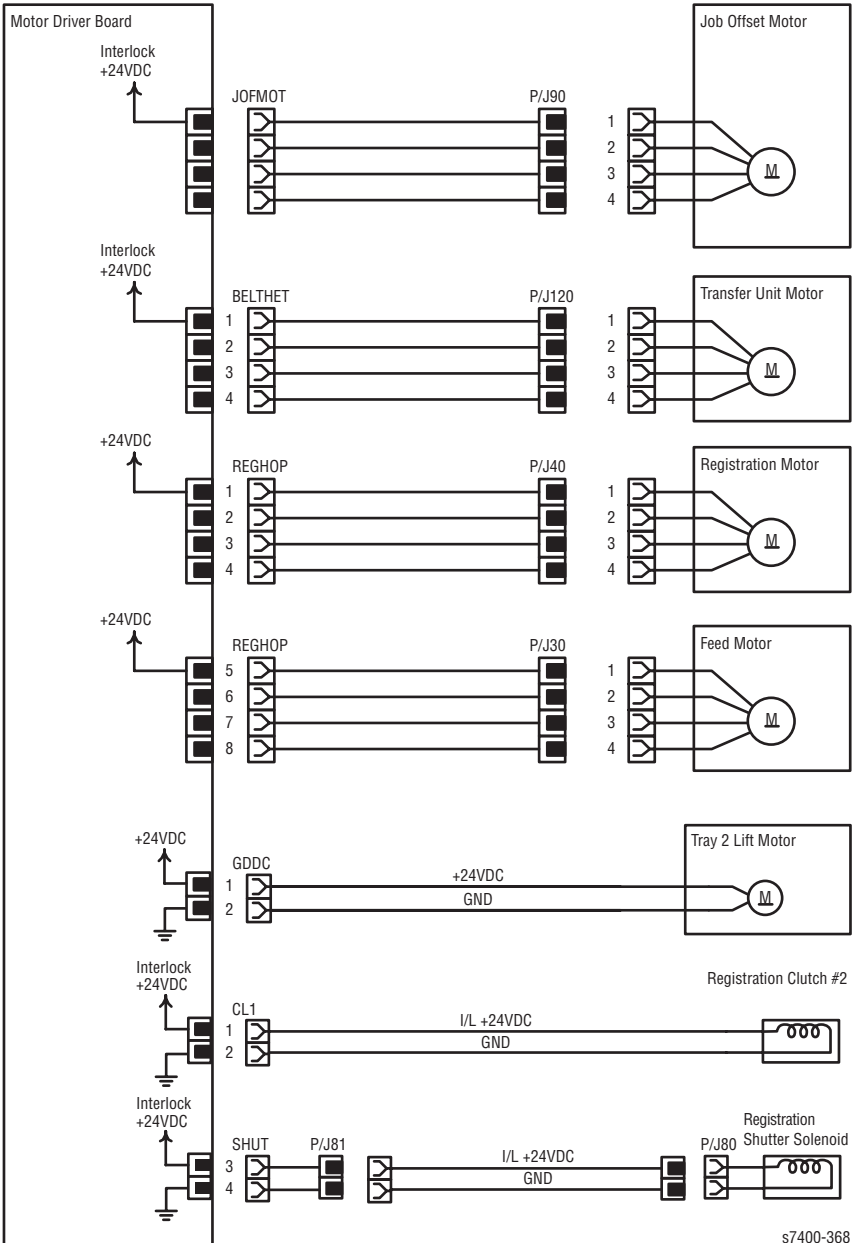 Motor Driver Board
Job Offset Motor
Interlock
+24VDC
JOFMOT
P/J90
1
2
3
4
M
Interlock
+24VDC
BELTHET
P/J120
Transfer Unit Motor
1
2
3
4
1
2
3
4
M
+24VDC
REGHOP
P/J40
Registration Motor
1
2
3
4
1
2
3
4
M
+24VDC
REGHOP
P/J30
Feed Motor
5
6
7
8
1
2
3
4
M
+24VDC
GDDC
Tray 2 Lift Motor
1
2
+24VDC
GND
M
Interlock
+24VDC
CL1
Registration Clutch #2
1
2
I/L +24VDC
GND
Interlock
+24VDC
SHUT
P/J81
P/J80
Registration
Shutter Solenoid
3
4
I/L +24VDC
GND
s7400-368